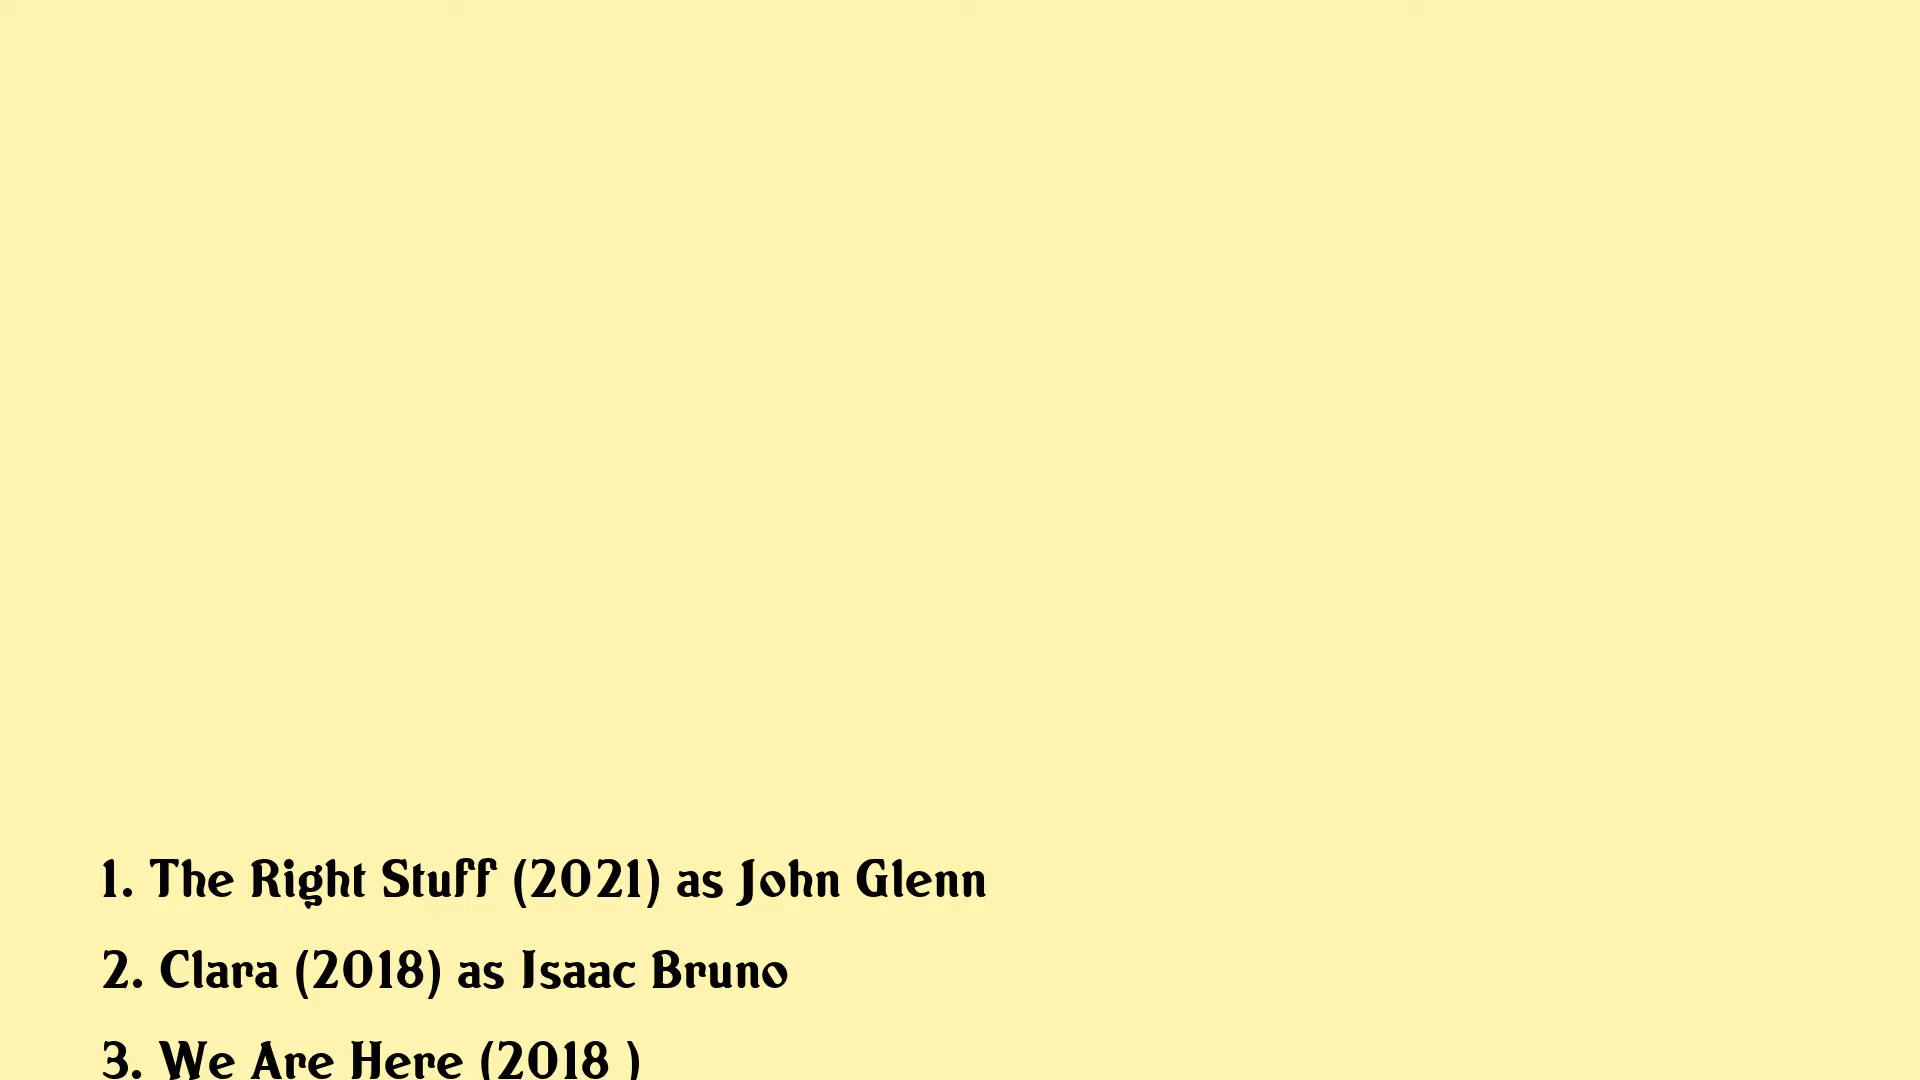 1. The Right Stuff (2021) as John Glenn
2. Clara (2018) as Isaac Bruno
3. We Are Here (2018 )